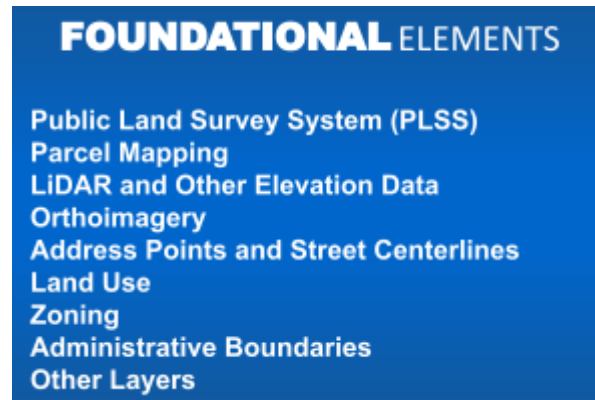 FOUNDATIONAL ELEMENTS
Public Land Survey System (PLSS)
Parcel Mapping
LiDAR and Other Elevation Data
Orthoimagery
Address Points and Street Centerlines
Land Use
Zoning
Administrative Boundaries
Other Layers